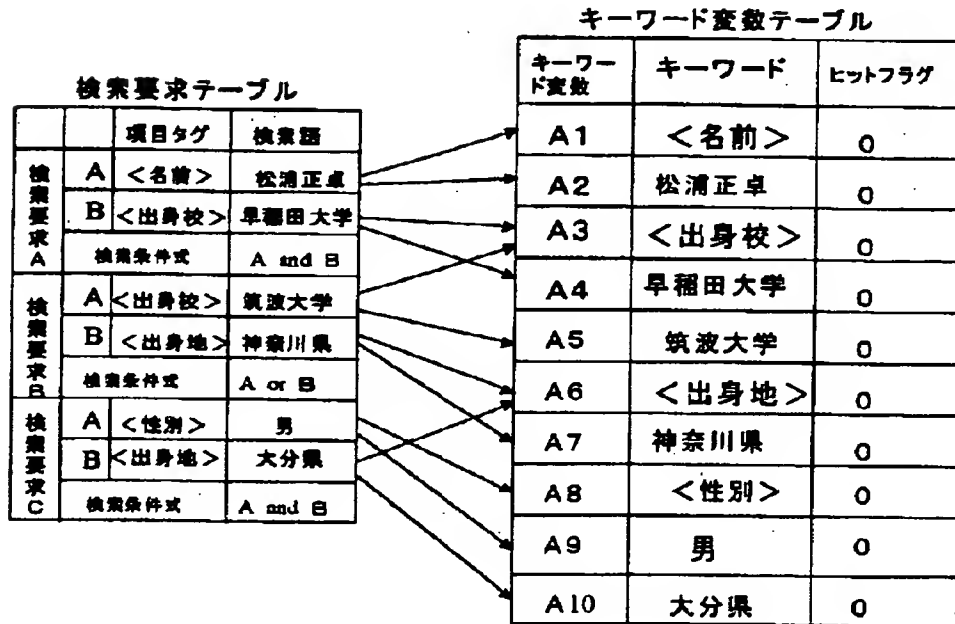 キーワード変数テーブル
検索要求テーブル
項目タグ 検索語
検索要求A
A <名前> 松浦正卓
B <出身校> 早稲田大学
検索条件式 A and B
検索要求B
A <出身校> 筑波大学
B <出身地> 神奈川県
検索条件式 A or B
検索要求C
A <性別> 男
B <出身地> 大分県
検索条件式 A and B
キーワード変数 キーワード ヒットフラグ
A1 <名前> 0
A2 松浦正卓 0
A3 <出身校> 0
A4 早稲田大学 0
A5 筑波大学 0
A6 <出身地> 0
A7 神奈川県 0
A8 <性別> 0
A9 男 0
A10 大分県 0